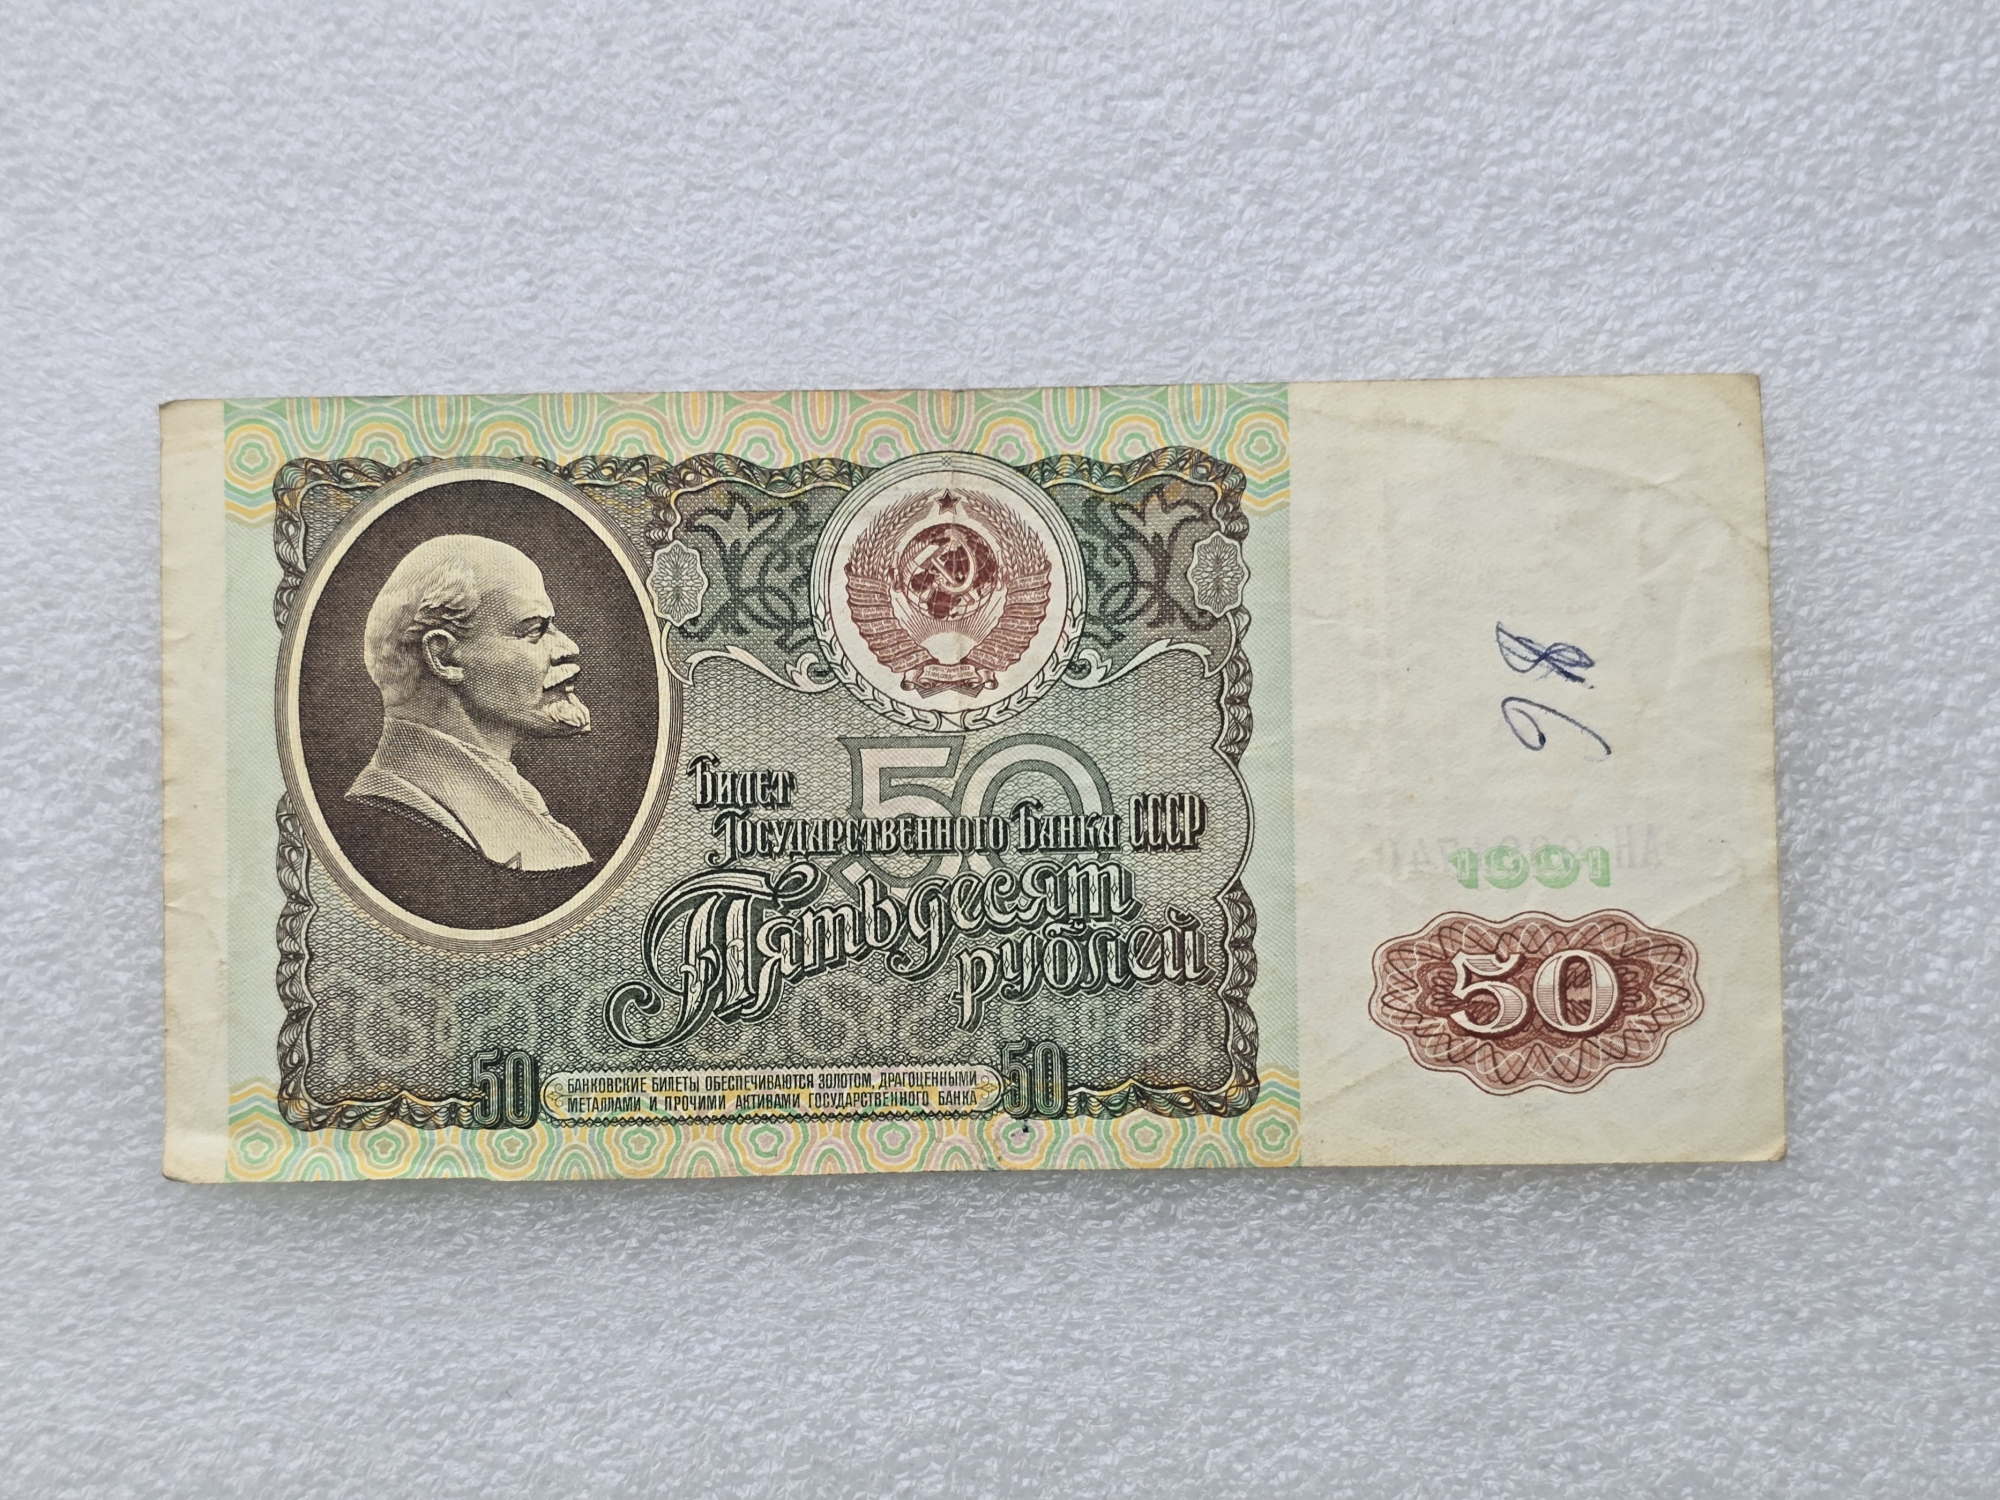 Билет
Государственного Банка СССР
Пятьдесят
рублей
50
50
БАНКОВСКИЕ БИЛЕТЫ ОБЕСПЕЧИВАЮТСЯ ЗОЛОТОМ, ДРАГОЦЕННЫМИ
МЕТАЛЛАМИ И ПРОЧИМИ АКТИВАМИ ГОСУДАРСТВЕННОГО БАНКА
50
1991
50